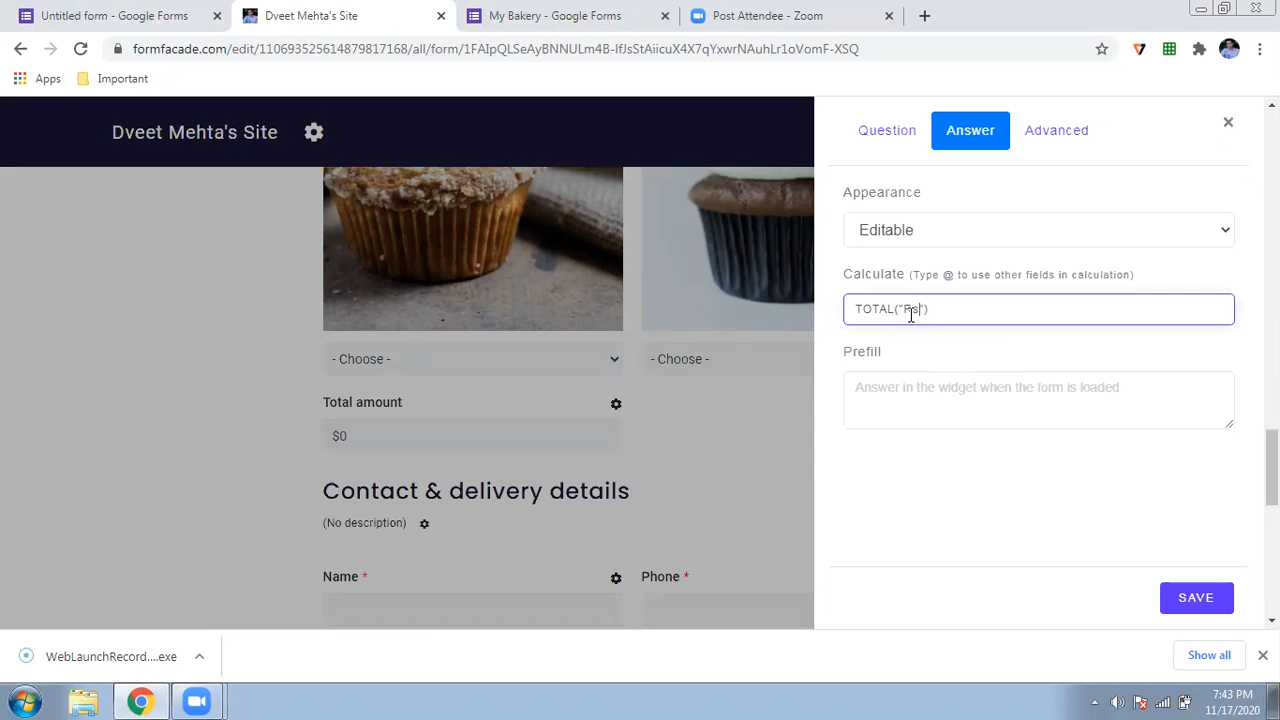 Untitled form - Google Forms
Dveet Mehta's Site
My Bakery - Google Forms
Post Attendee - Zoom
formfacade.com/edit/110693525614879817168/all/form/1FAIpQLSeAyBNNULm4B-IfJsStAiicuX4X7qYxwrNAuhLr1oVomF-XSQ
Apps
Important
Dveet Mehta's Site
Question
Answer
Advanced
Appearance
Editable
Calculate (Type @ to use other fields in calculation)
TOTAL("Rs")
Prefill
Answer in the widget when the form is loaded
- Choose -
- Choose -
Total amount
$0
Contact & delivery details
(No description)
Name *
Phone *
SAVE
WebLaunchRecord....exe
Show all
7:43 PM
11/17/2020